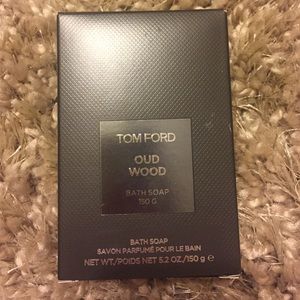 TOM FORD
OUD
WOOD
BATH SOAP
150 G
BATH SOAP
SAVON PARFUMÉ POUR LE BAIN
NET WT./POIDS NET 5.2 OZ./150 g ℮